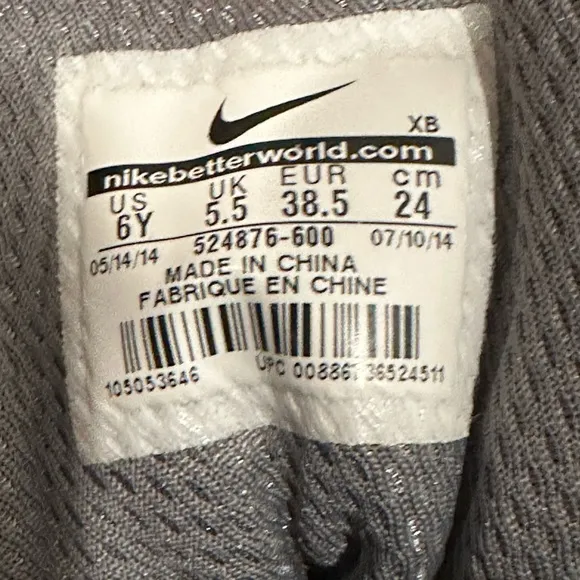 XB
nikebetterworld.com
US UK EUR cm
6Y 5.5 38.5 24
05/14/14 524876-600 07/10/14
MADE IN CHINA
FABRIQUE EN CHINE
105053646 UPC 00886736524511